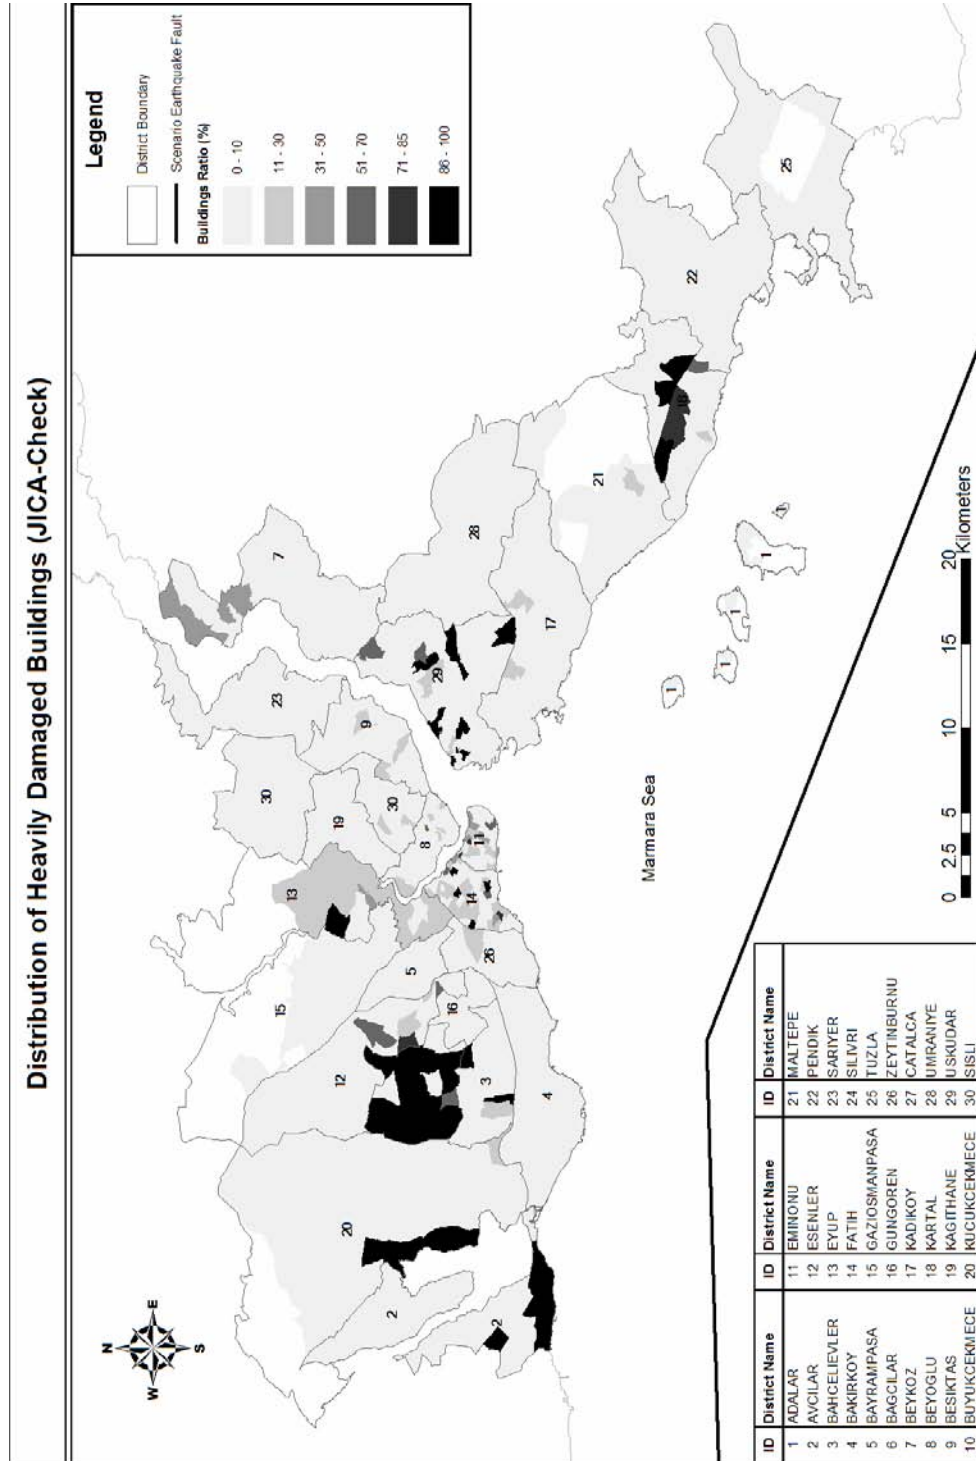 Distribution of Heavily Damaged Buildings (JICA-Check)
Legend
District Boundary
Scenario Earthquake Fault
Buildings Ratio (%)
0 - 10
11 - 30
31 - 50
51 - 70
71 - 85
86 - 100
N
W
E
S
15
13
30
23
7
20
12
5
19
30
9
28
22
25
2
2
3
16
26
14
11
8
29
17
21
18
4
1
1
1
1
1
Marmara Sea
0 2.5 5 10 15 20
Kilometers
ID District Name ID District Name ID District Name
1 ADALAR 11 EMINONU 21 MALTEPE
2 AVCILAR 12 ESENLER 22 PENDIK
3 BAHCELIEVLER 13 EYUP 23 SARIYER
4 BAKIRKOY 14 FATIH 24 SILIVRI
5 BAYRAMPASA 15 GAZIOSMANPASA 25 TUZLA
6 BAGCILAR 16 GUNGOREN 26 ZEYTINBURNU
7 BEYKOZ 17 KADIKOY 27 CATALCA
8 BEYOGLU 18 KARTAL 28 UMRANIYE
9 BESIKTAS 19 KAGITHANE 29 USKUDAR
10 BUYUKCEKMECE 20 KUCUKCEKMECE 30 SISLI